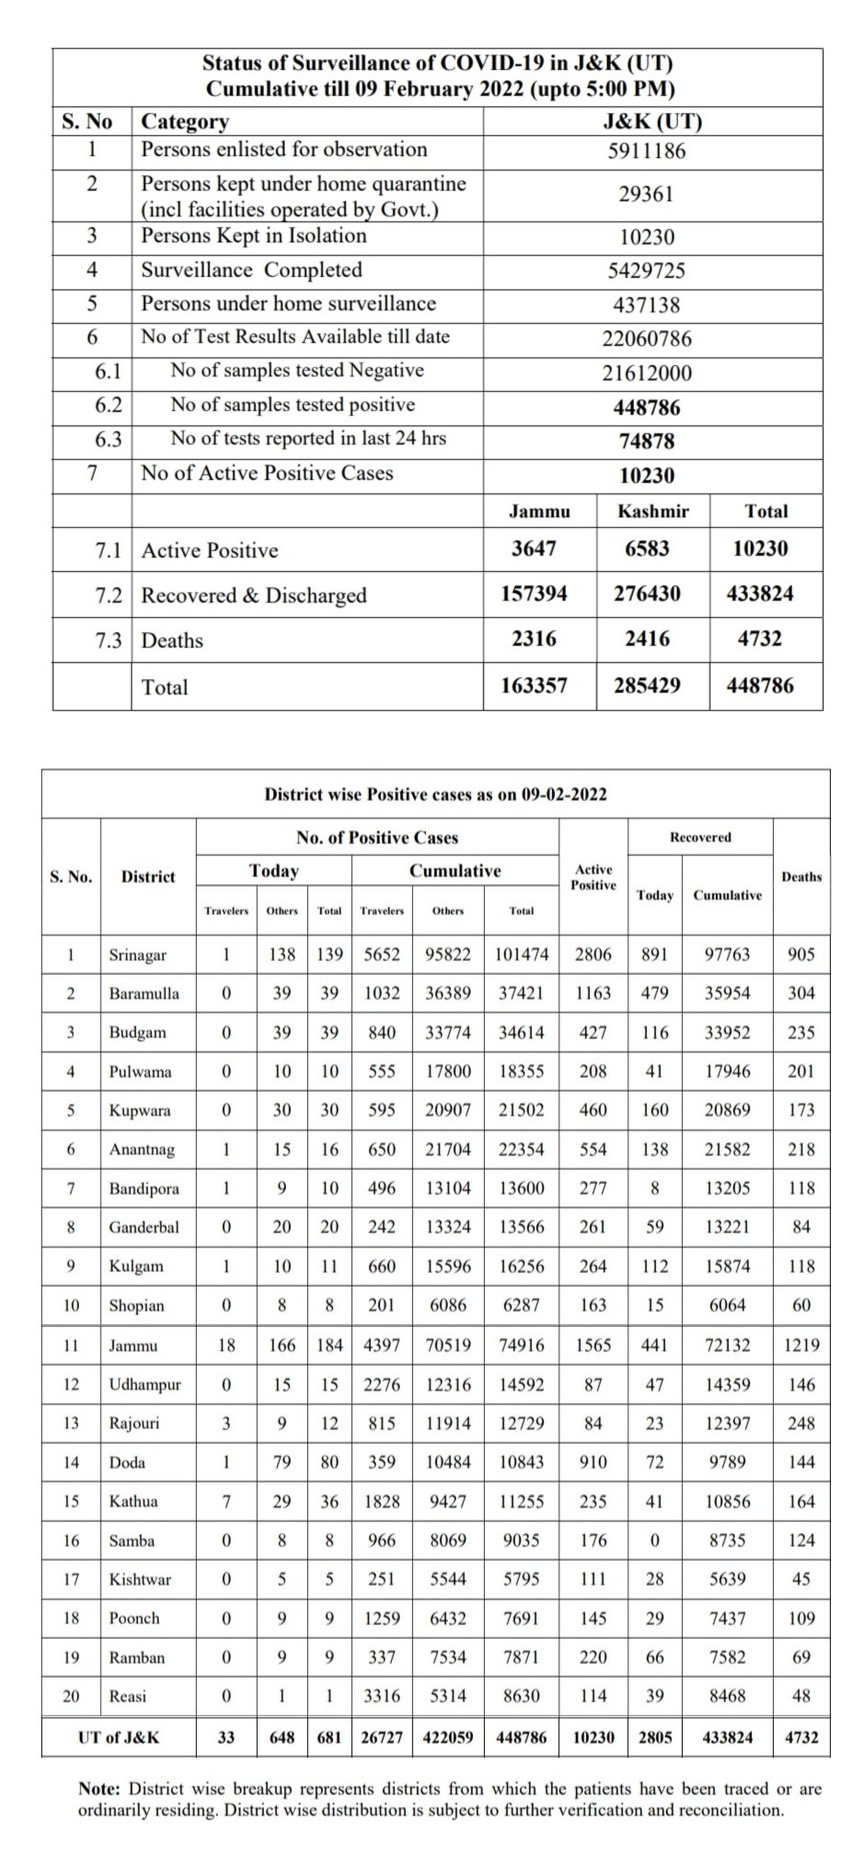 Status of Surveillance of COVID-19 in J&K (UT)
Cumulative till 09 February 2022 (upto 5:00 PM)
S. No Category J&K (UT)
1 Persons enlisted for observation 5911186
2 Persons kept under home quarantine
(incl facilities operated by Govt.) 29361
3 Persons Kept in Isolation 10230
4 Surveillance Completed 5429725
5 Persons under home surveillance 437138
6 No of Test Results Available till date 22060786
6.1 No of samples tested Negative 21612000
6.2 No of samples tested positive 448786
6.3 No of tests reported in last 24 hrs 74878
7 No of Active Positive Cases 10230
Jammu Kashmir Total
7.1 Active Positive 3647 6583 10230
7.2 Recovered & Discharged 157394 276430 433824
7.3 Deaths 2316 2416 4732
Total 163357 285429 448786
District wise Positive cases as on 09-02-2022
No. of Positive Cases Recovered
S. No. District Today Cumulative Active
Positive Deaths
Today Cumulative
Travelers Others Total Travelers Others Total
1 Srinagar 1 138 139 5652 95822 101474 2806 891 97763 905
2 Baramulla 0 39 39 1032 36389 37421 1163 479 35954 304
3 Budgam 0 39 39 840 33774 34614 427 116 33952 235
4 Pulwama 0 10 10 555 17800 18355 208 41 17946 201
5 Kupwara 0 30 30 595 20907 21502 460 160 20869 173
6 Anantnag 1 15 16 650 21704 22354 554 138 21582 218
7 Bandipora 1 9 10 496 13104 13600 277 8 13205 118
8 Ganderbal 0 20 20 242 13324 13566 261 59 13221 84
9 Kulgam 1 10 11 660 15596 16256 264 112 15874 118
10 Shopian 0 8 8 201 6086 6287 163 15 6064 60
11 Jammu 18 166 184 4397 70519 74916 1565 441 72132 1219
12 Udhampur 0 15 15 2276 12316 14592 87 47 14359 146
13 Rajouri 3 9 12 815 11914 12729 84 23 12397 248
14 Doda 1 79 80 359 10484 10843 910 72 9789 144
15 Kathua 7 29 36 1828 9427 11255 235 41 10856 164
16 Samba 0 8 8 966 8069 9035 176 0 8735 124
17 Kishtwar 0 5 5 251 5544 5795 111 28 5639 45
18 Poonch 0 9 9 1259 6432 7691 145 29 7437 109
19 Ramban 0 9 9 337 7534 7871 220 66 7582 69
20 Reasi 0 1 1 3316 5314 8630 114 39 8468 48
UT of J&K 33 648 681 26727 422059 448786 10230 2805 433824 4732
Note: District wise breakup represents districts from which the patients have been traced or are
ordinarily residing. District wise distribution is subject to further verification and reconciliation.